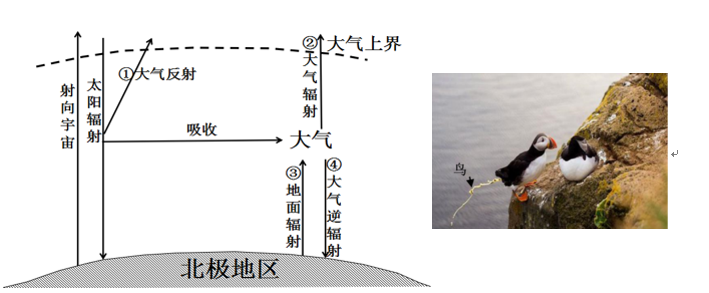 射向宇宙
太阳辐射
①大气反射
②大气辐射
大气上界
吸收
大气
③地面辐射
④大气逆辐射
北极地区
鸟